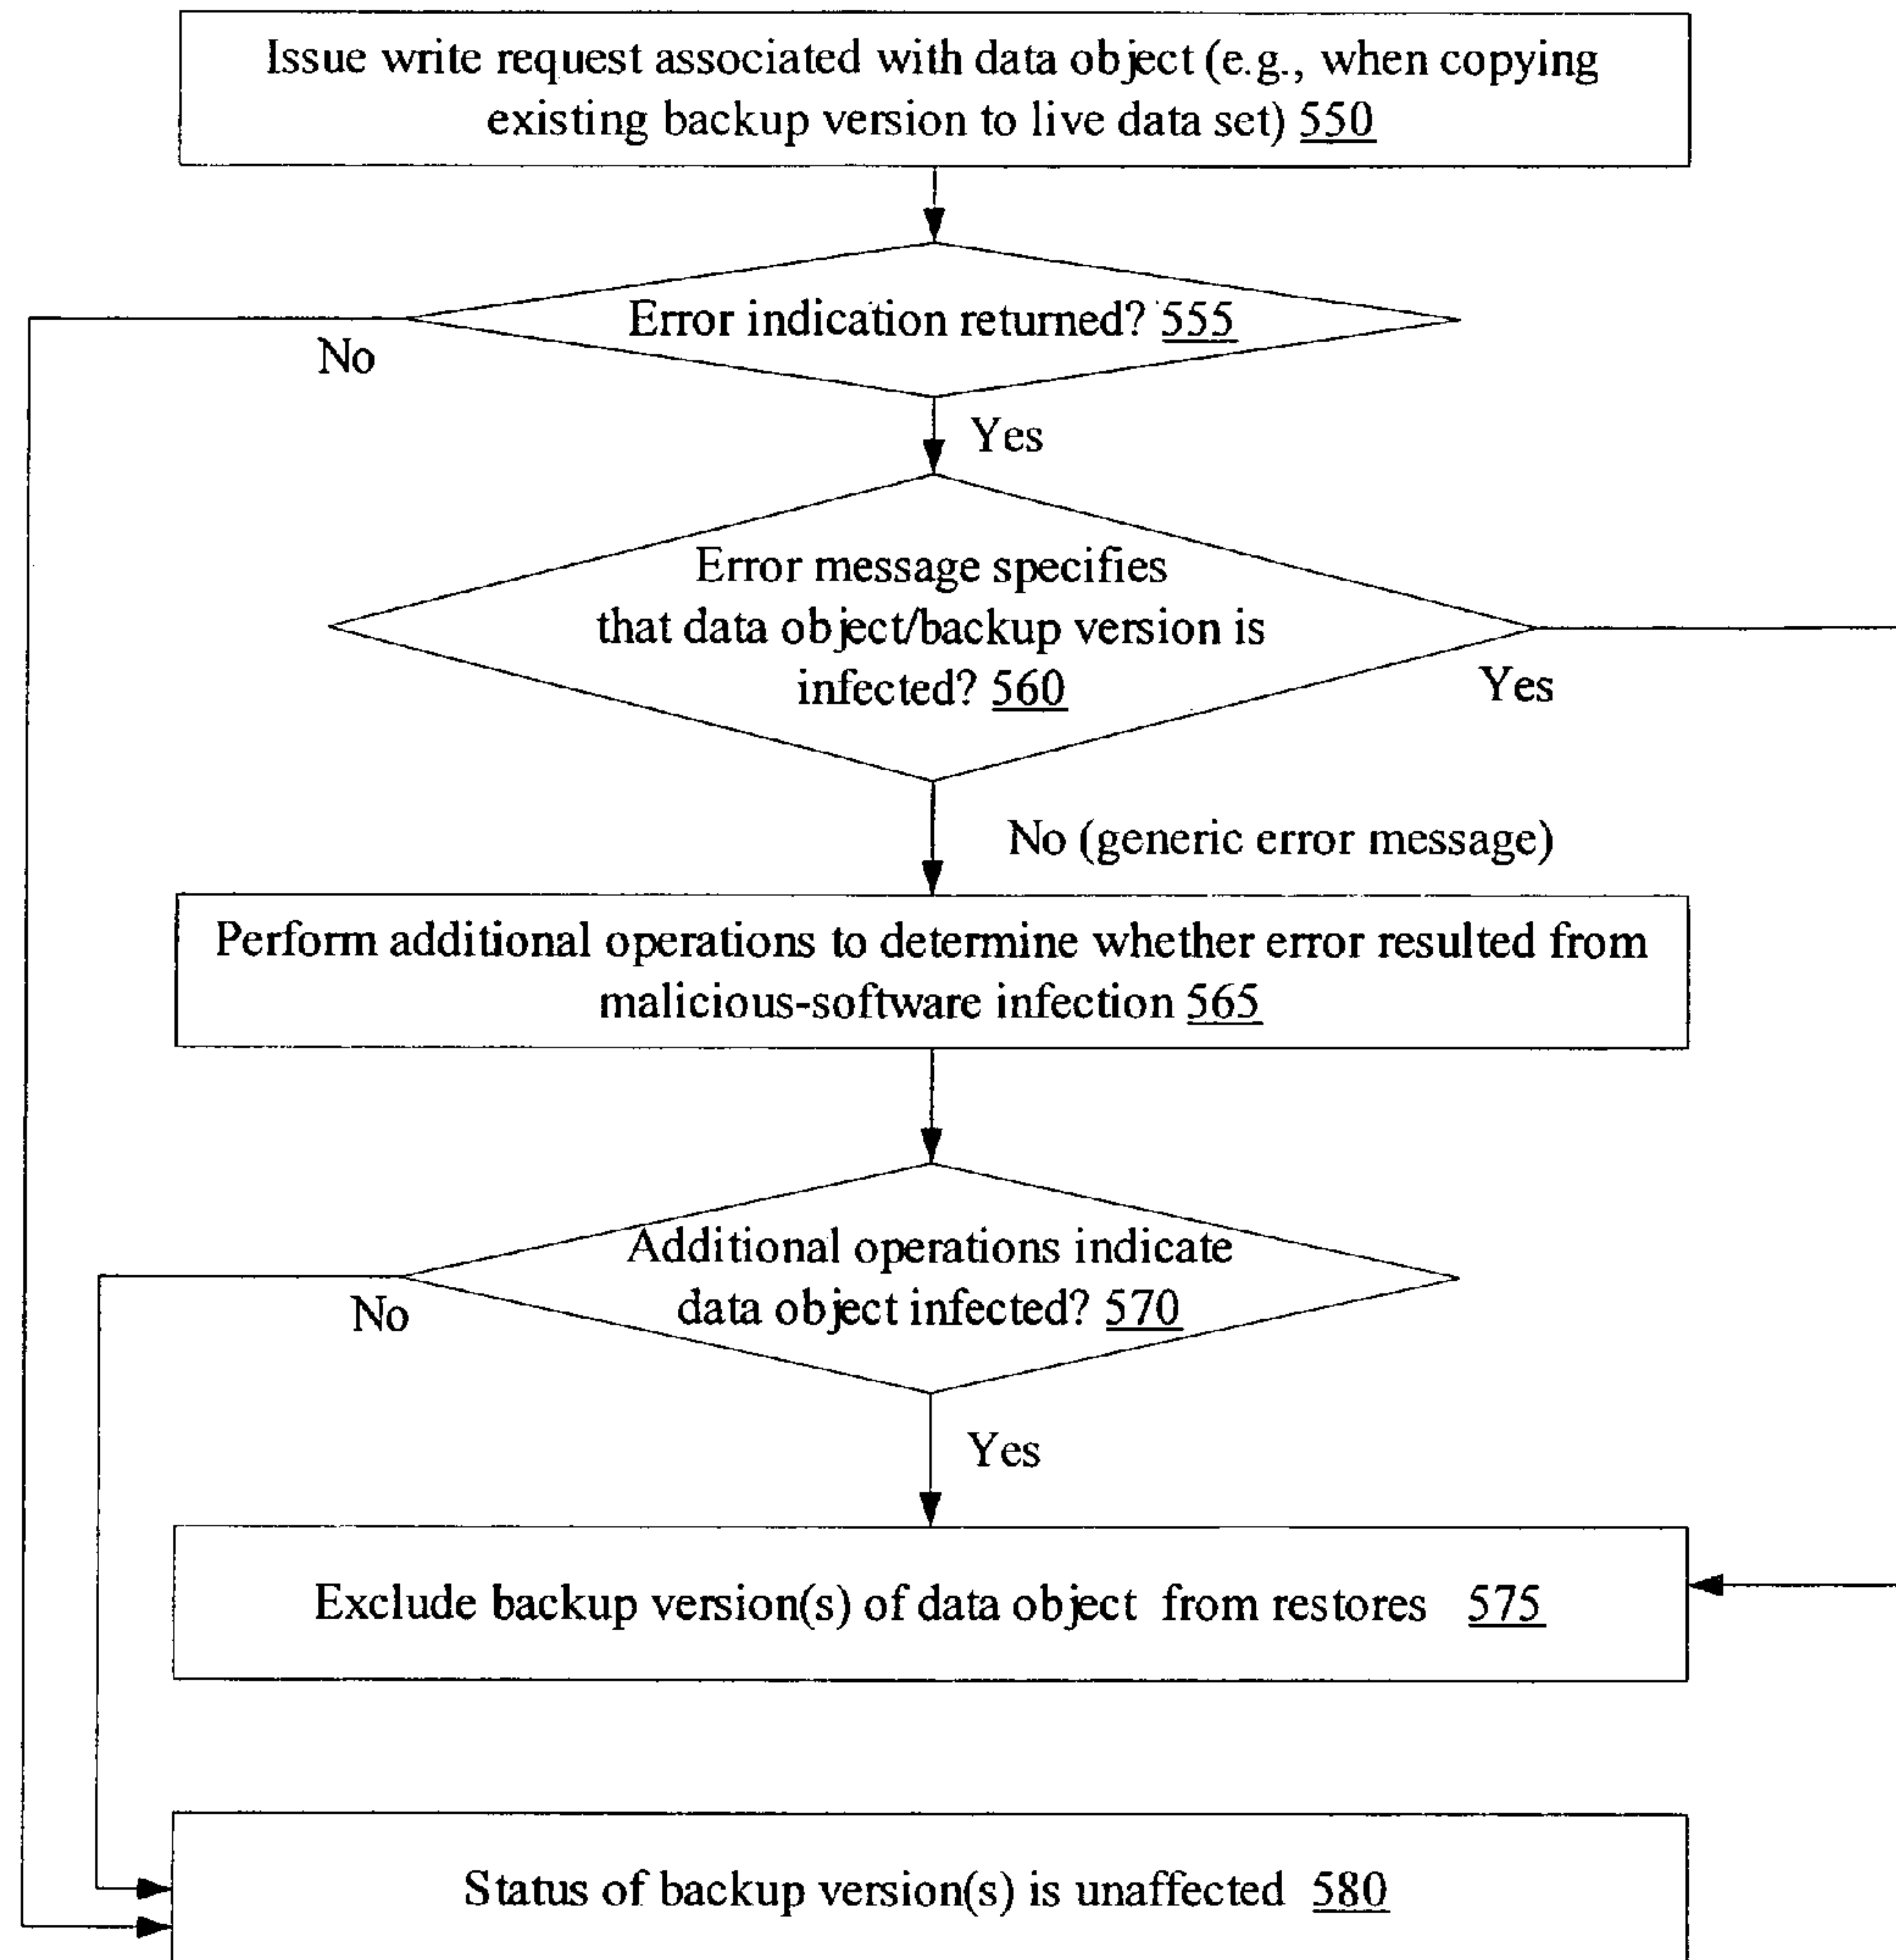 Issue write request associated with data object (e.g., when copying
existing backup version to live data set) 550
Error indication returned? 555
No
Yes
Error message specifies
that data object/backup version is
infected? 560
Yes
No (generic error message)
Perform additional operations to determine whether error resulted from
malicious-software infection 565
Additional operations indicate
data object infected? 570
No
Yes
Exclude backup version(s) of data object from restores 575
Status of backup version(s) is unaffected 580